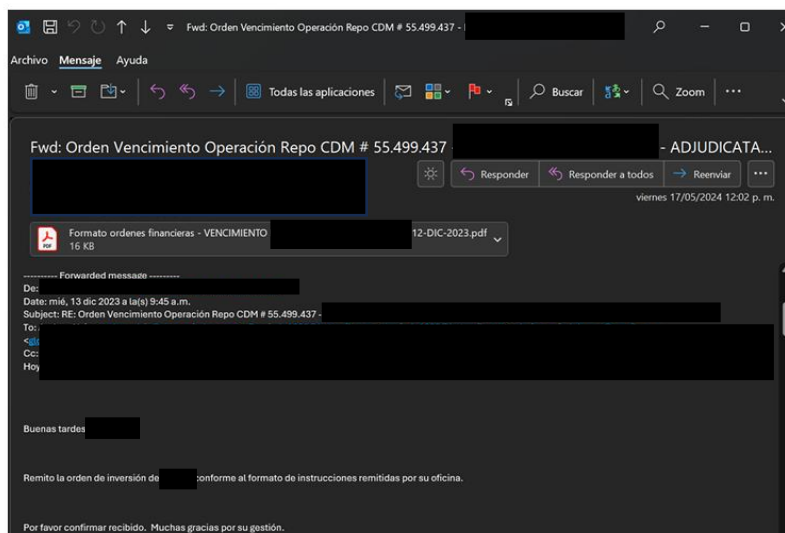 Fwd: Orden Vencimiento Operación Repo CDM # 55.499.437 -
Archivo Mensaje Ayuda
Todas las aplicaciones Buscar Zoom
Fwd: Orden Vencimiento Operación Repo CDM # 55.499.437 - - ADJUDICATA...
Responder Responder a todos Reenviar
viernes 17/05/2024 12:02 p. m.
Formato ordenes financieras - VENCIMIENTO 12-DIC-2023.pdf
PDF
16 KB
---------- Forwarded message ---------
De:
Date: mié, 13 dic 2023 a la(s) 9:45 a.m.
Subject: RE: Orden Vencimiento Operación Repo CDM # 55.499.437 -
To:
Cc:
Hoy
Buenas tardes
Remito la orden de inversión de conforme al formato de instrucciones remitidas por su oficina.
Por favor confirmar recibido. Muchas gracias por su gestión.